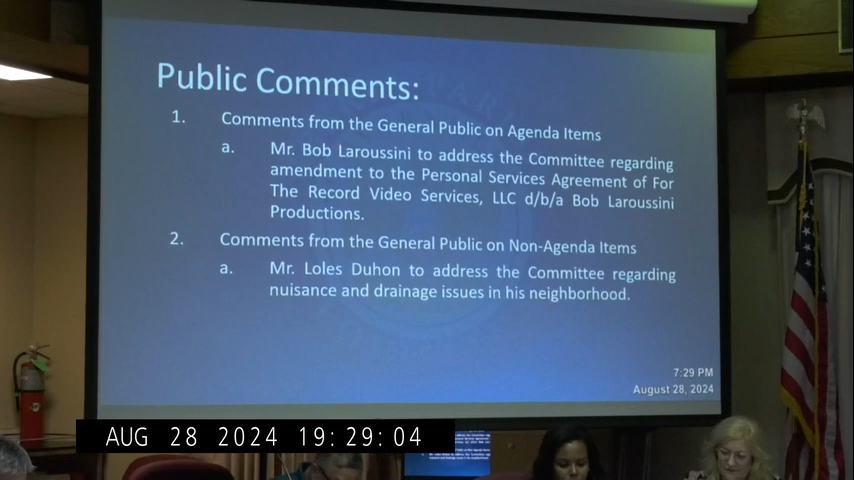 Public Comments:
1. Comments from the General Public on Agenda Items
a. Mr. Bob Laroussini to address the Committee regarding
amendment to the Personal Services Agreement of For
The Record Video Services, LLC d/b/a Bob Laroussini
Productions.
2. Comments from the General Public on Non-Agenda Items
a. Mr. Loles Duhon to address the Committee regarding
nuisance and drainage issues in his neighborhood.
7:29 PM
August 28, 2024
AUG 28 2024 19:29:04